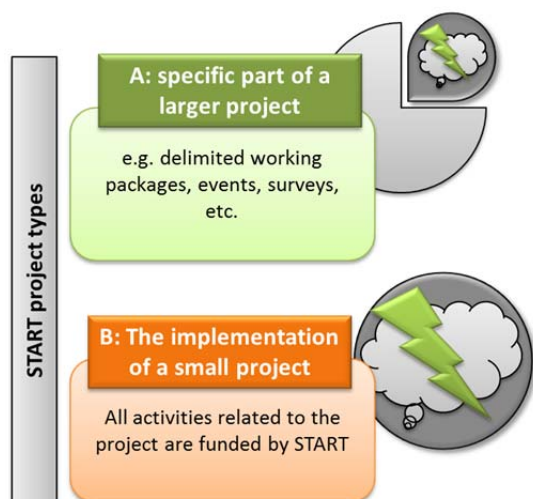 START project types
A: specific part of a
larger project
e.g. delimited working
packages, events, surveys,
etc.
B: The implementation
of a small project
All activities related to the
project are funded by START